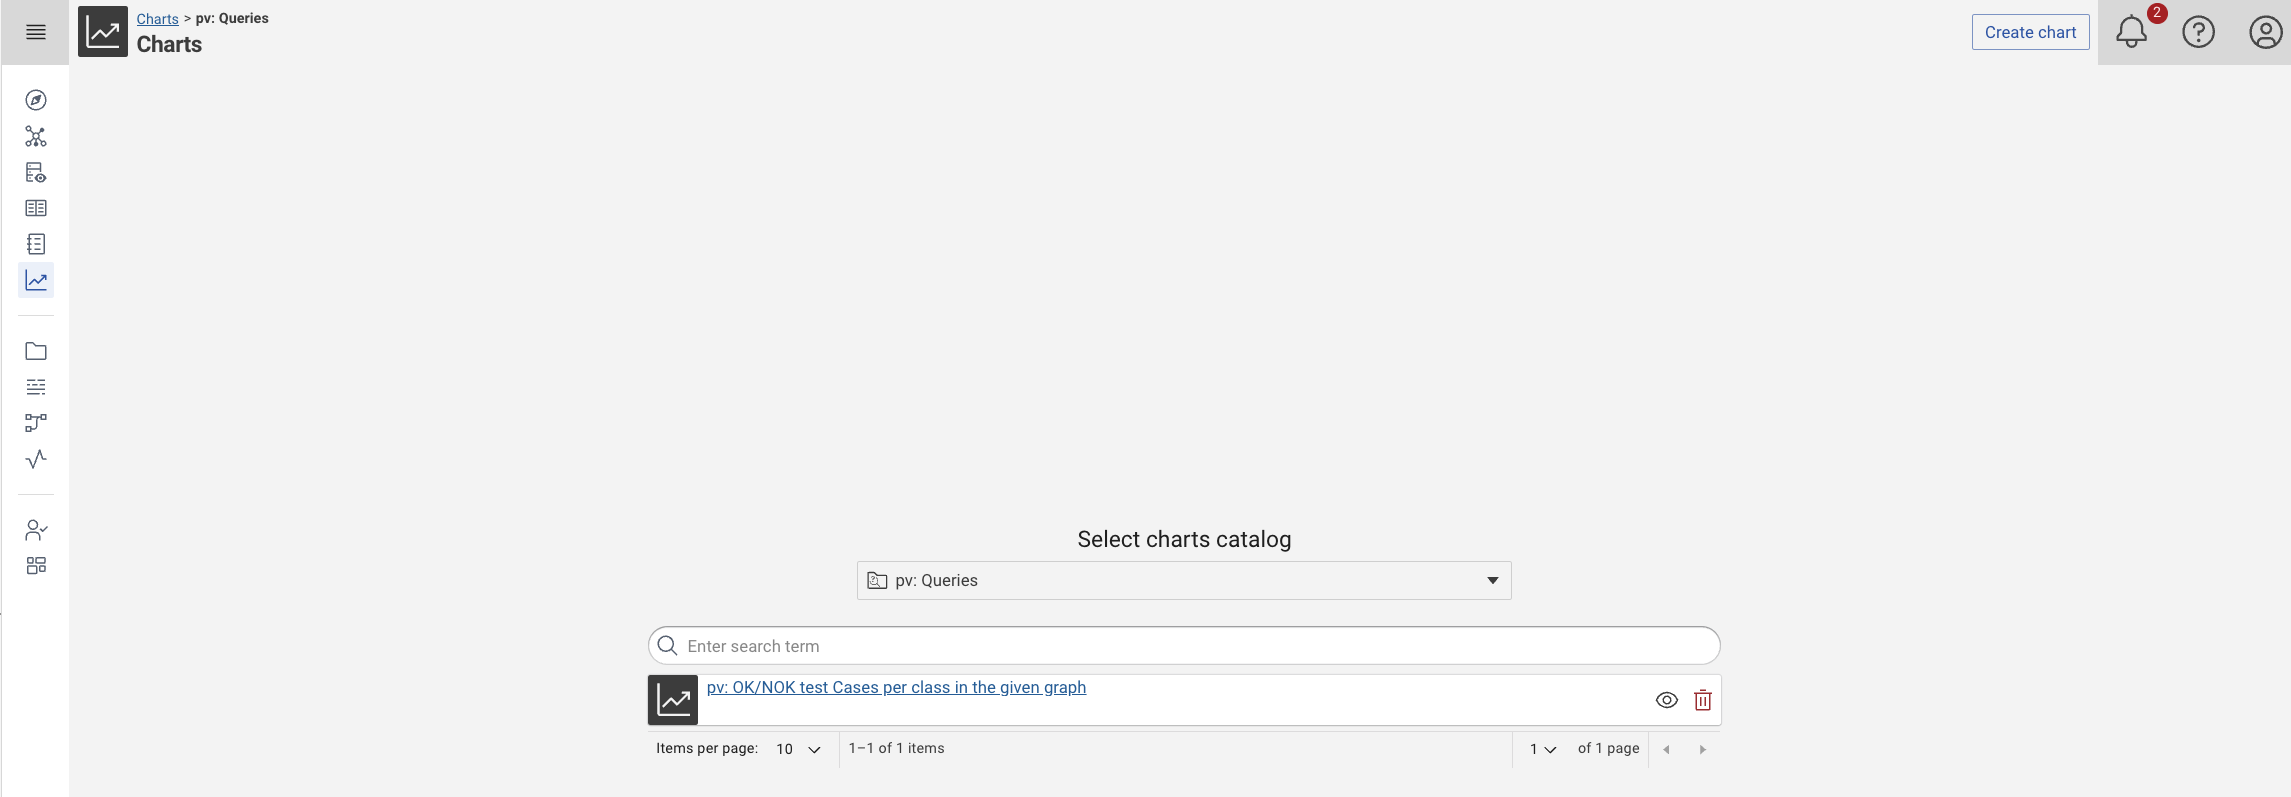 Charts > pv: Queries
Charts
Create chart
2
Select charts catalog
pv: Queries
Enter search term
pv: OK/NOK test Cases per class in the given graph
Items per page: 10 1–1 of 1 items 1 of 1 page